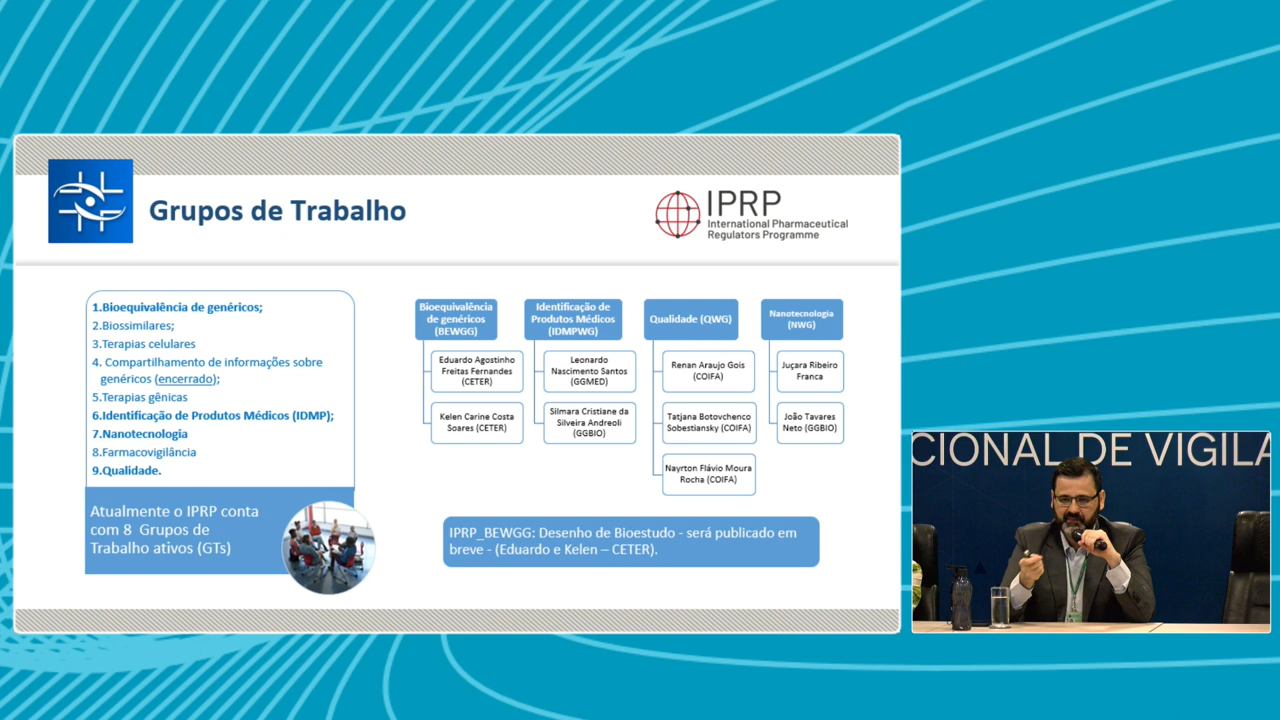 Grupos de Trabalho
IPRP
International Pharmaceutical
Regulators Programme
1.Bioequivalência de genéricos;
2.Biossimilares;
3.Terapias celulares
4. Compartilhamento de informações sobre
genéricos (encerrado);
5.Terapias gênicas
6.Identificação de Produtos Médicos (IDMP);
7.Nanotecnologia
8.Farmacovigilância
9.Qualidade.
Atualmente o IPRP conta
com 8 Grupos de
Trabalho ativos (GTs)
Bioequivalência
de genéricos
(BEWGG)
Eduardo Agostinho
Freitas Fernandes
(CETER)
Kelen Carine Costa
Soares (CETER)
Identificação de
Produtos Médicos
(IDMPWG)
Leonardo
Nascimento Santos
(GGMED)
Silmara Cristiane da
Silveira Andreoli
(GGBIO)
Qualidade (QWG)
Renan Araujo Gois
(COIFA)
Tatjana Botovchenco
Sobestiansky (COIFA)
Nayrton Flávio Moura
Rocha (COIFA)
Nanotecnologia
(NWG)
Juçara Ribeiro
Franca
João Tavares
Neto (GGBIO)
IPRP_BEWGG: Desenho de Bioestudo - será publicado em
breve - (Eduardo e Kelen – CETER).
CIONAL DE VIGILA